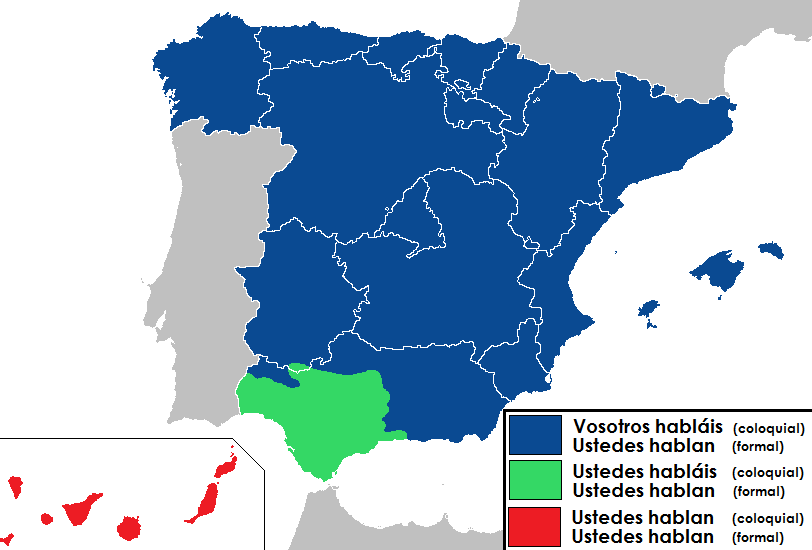 Vosotros habláis (coloquial)
Ustedes hablan (formal)
Ustedes habláis (coloquial)
Ustedes hablan (formal)
Ustedes hablan (coloquial)
Ustedes hablan (formal)